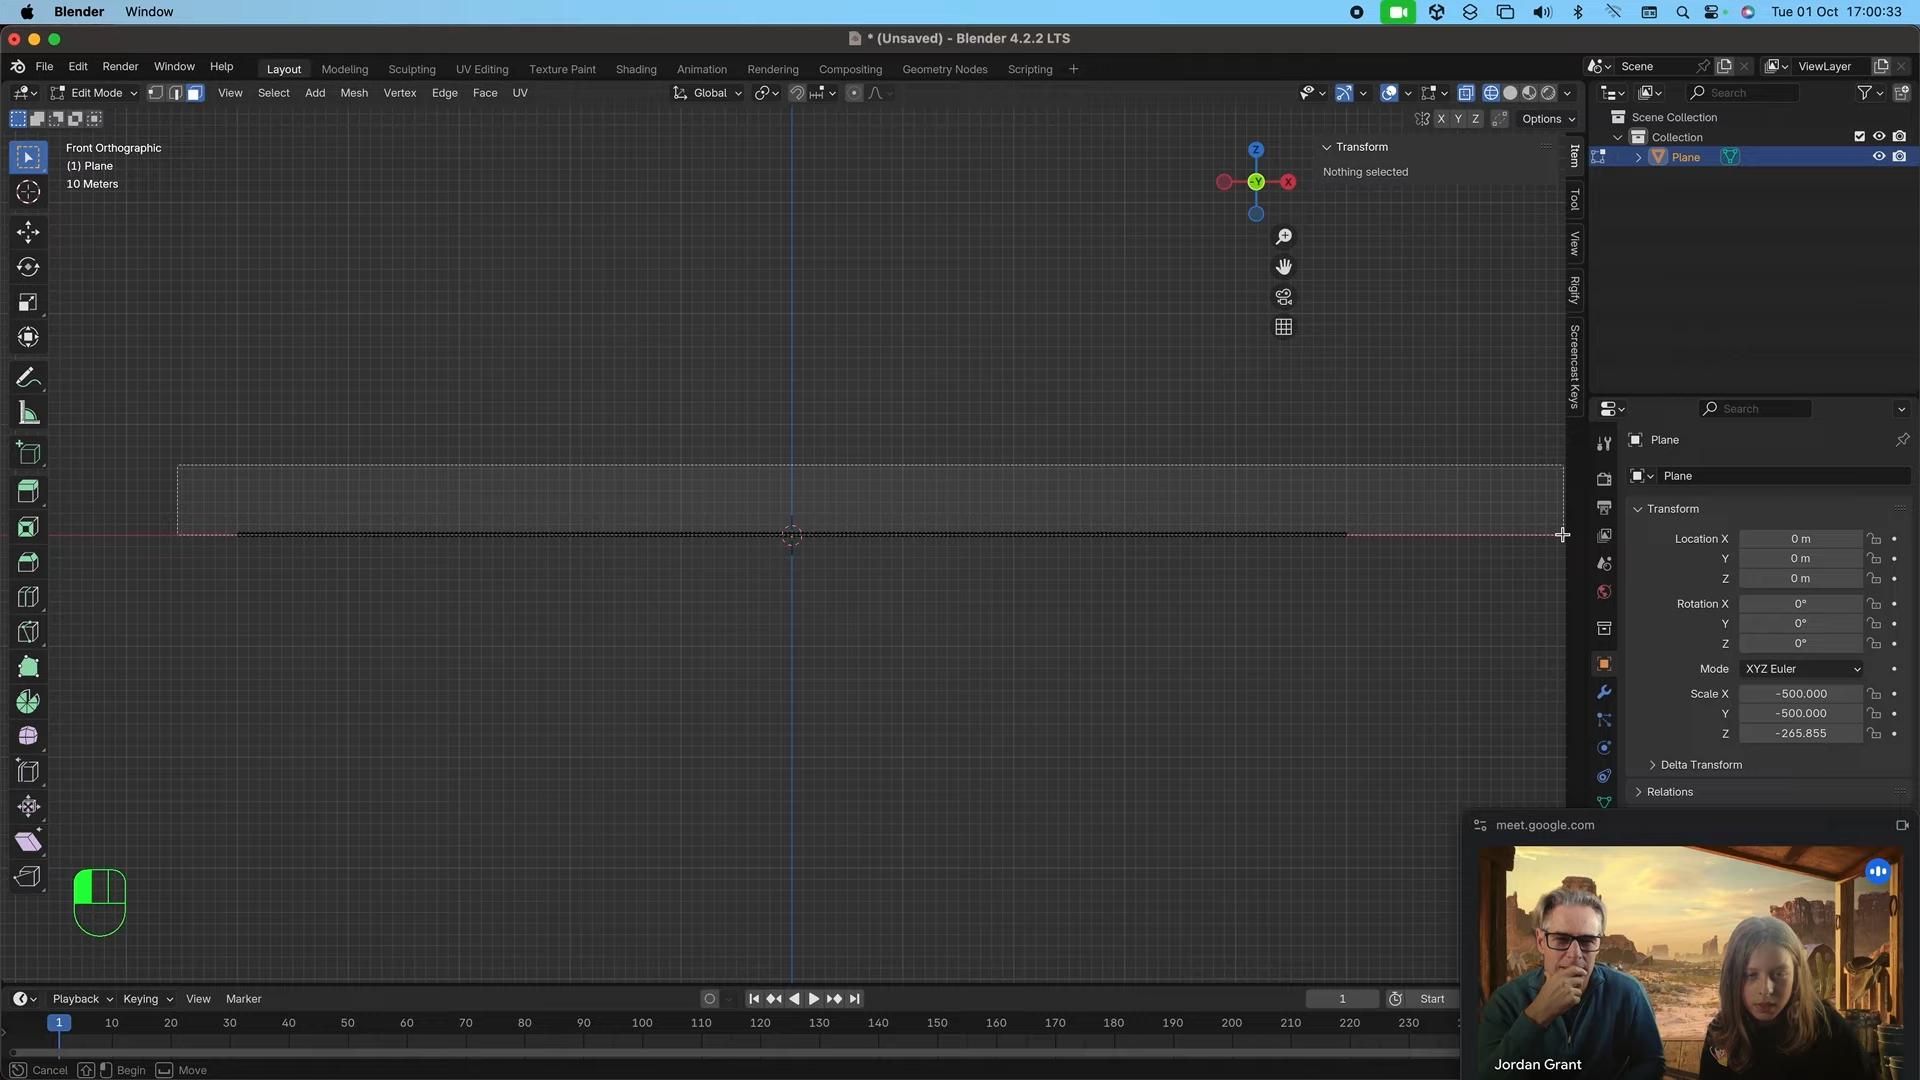 Blender Window Tue 01 Oct 17:00:33
* (Unsaved) - Blender 4.2.2 LTS
File Edit Render Window Help Layout Modeling Sculpting UV Editing Texture Paint Shading Animation Rendering Compositing Geometry Nodes Scripting + Scene ViewLayer
Edit Mode View Select Add Mesh Vertex Edge Face UV Global Search
X Y Z Options
Scene Collection
Collection
Plane
Front Orthographic
(1) Plane
10 Meters
Transform
Nothing selected
Z
-Y X
Item
Tool
View
Rigify
Screencast Keys
Search
Plane
Plane
Transform
Location X 0 m
Y 0 m
Z 0 m
Rotation X 0°
Y 0°
Z 0°
Mode XYZ Euler
Scale X -500.000
Y -500.000
Z -265.855
Delta Transform
Relations
meet.google.com
Jordan Grant
Playback Keying View Marker 1 Start
1 10 20 30 40 50 60 70 80 90 100 110 120 130 140 150 160 170 180 190 200 210 220 230
Cancel Begin Move